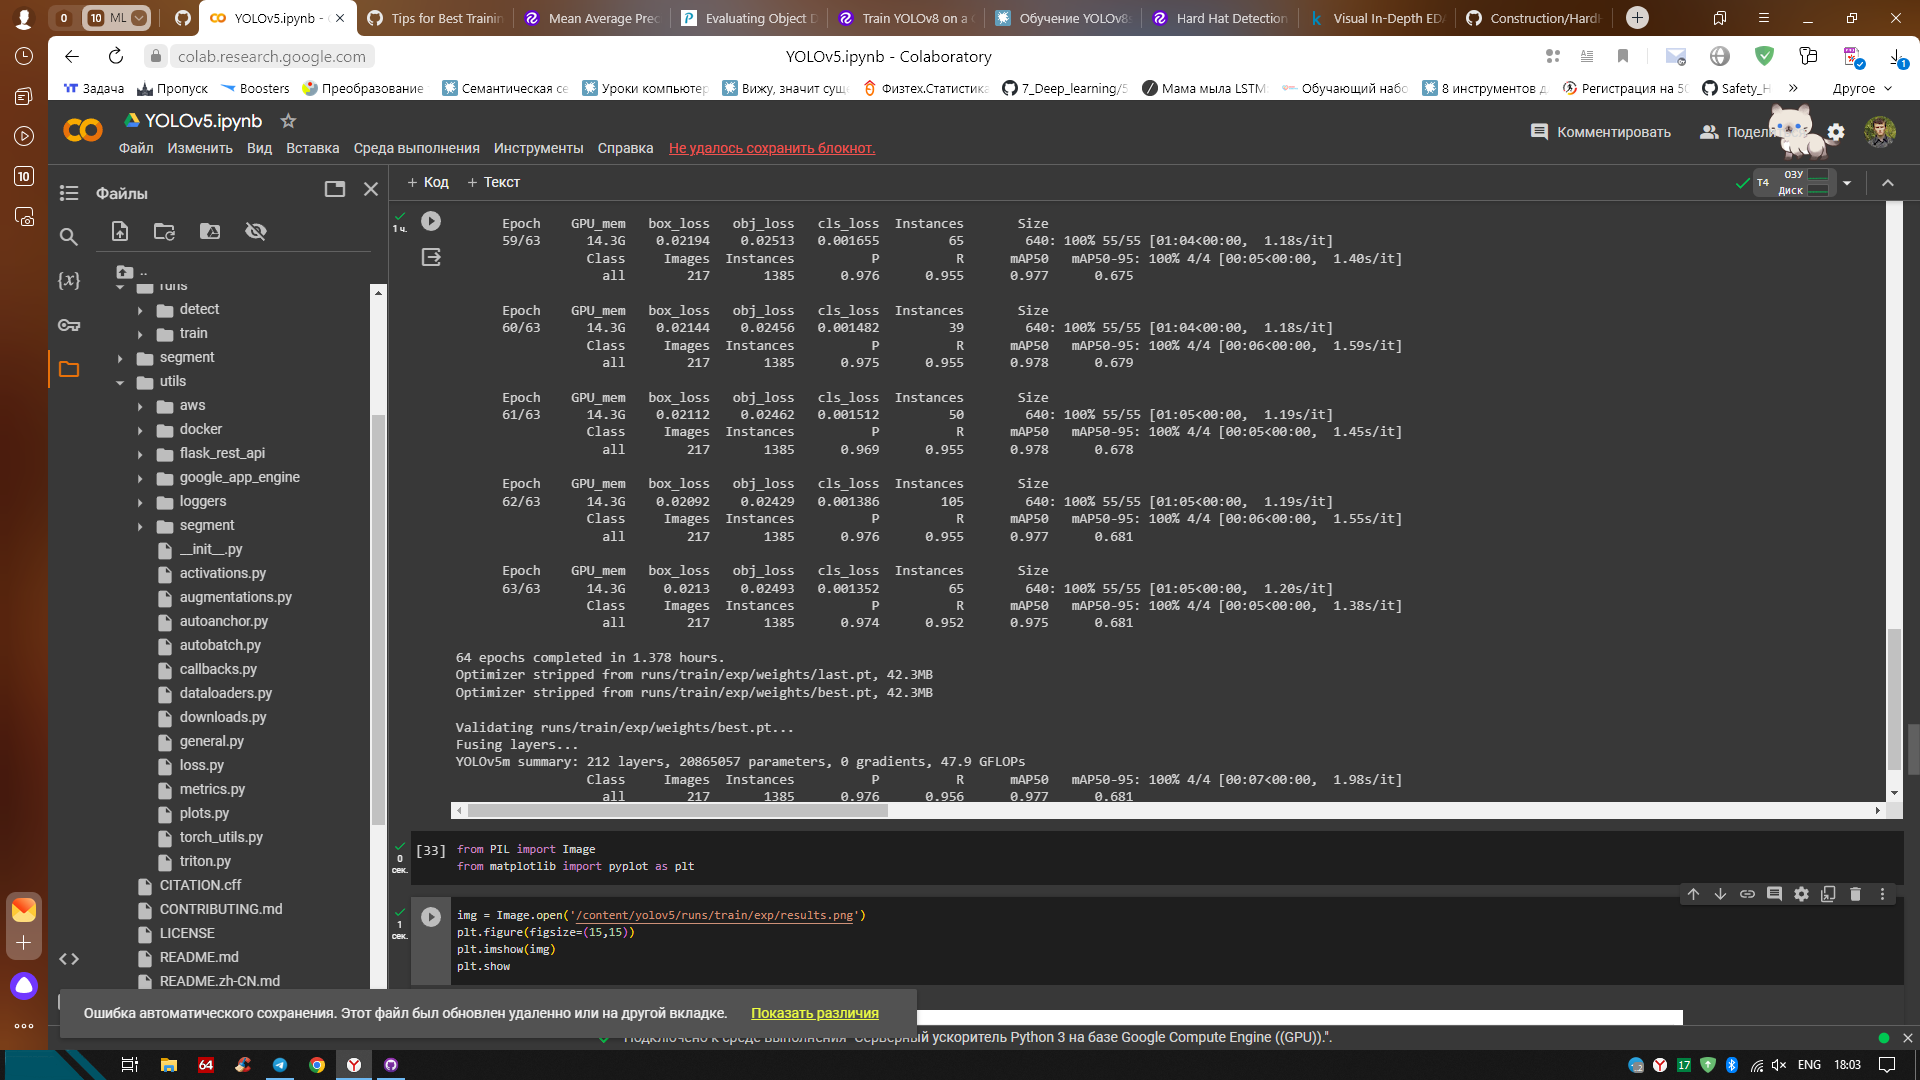 0
10 ML
YOLOv5.ipynb - C
Tips for Best Trainin
Mean Average Prec
Evaluating Object D
Train YOLOv8 on a C
Обучение YOLOv8
Hard Hat Detection
Visual In-Depth ED
Construction/HardH
colab.research.google.com
YOLOv5.ipynb - Colaboratory
1
Задача
Пропуск
Boosters
Преобразование
Семантическая се
Уроки компьютер
Вижу, значит суще
Физтех.Статистика
7_Deep_learning/5
Мама мыла LSTM
Обучающий набо
8 инструментов д
Регистрация на 50
Safety_H
»
Другое
YOLOv5.ipynb
Комментировать
Файл Изменить Вид Вставка Среда выполнения Инструменты Справка Не удалось сохранить блокнот.
10
Файлы
+ Код + Текст
T4 ОЗУ
Диск
{x}
..
runs
detect
train
segment
utils
aws
docker
flask_rest_api
google_app_engine
loggers
segment
__init__.py
activations.py
augmentations.py
autoanchor.py
autobatch.py
callbacks.py
dataloaders.py
downloads.py
general.py
loss.py
metrics.py
plots.py
torch_utils.py
triton.py
CITATION.cff
CONTRIBUTING.md
LICENSE
README.md
README.zh-CN.md
1 ч.
Epoch GPU_mem box_loss obj_loss cls_loss Instances Size
59/63 14.3G 0.02194 0.02513 0.001655 65 640: 100% 55/55 [01:04<00:00, 1.18s/it]
Class Images Instances P R mAP50 mAP50-95: 100% 4/4 [00:05<00:00, 1.40s/it]
all 217 1385 0.976 0.955 0.977 0.675
Epoch GPU_mem box_loss obj_loss cls_loss Instances Size
60/63 14.3G 0.02144 0.02456 0.001482 39 640: 100% 55/55 [01:04<00:00, 1.18s/it]
Class Images Instances P R mAP50 mAP50-95: 100% 4/4 [00:06<00:00, 1.59s/it]
all 217 1385 0.975 0.955 0.978 0.679
Epoch GPU_mem box_loss obj_loss cls_loss Instances Size
61/63 14.3G 0.02112 0.02462 0.001512 50 640: 100% 55/55 [01:05<00:00, 1.19s/it]
Class Images Instances P R mAP50 mAP50-95: 100% 4/4 [00:05<00:00, 1.45s/it]
all 217 1385 0.969 0.955 0.978 0.678
Epoch GPU_mem box_loss obj_loss cls_loss Instances Size
62/63 14.3G 0.02092 0.02429 0.001386 105 640: 100% 55/55 [01:05<00:00, 1.19s/it]
Class Images Instances P R mAP50 mAP50-95: 100% 4/4 [00:06<00:00, 1.55s/it]
all 217 1385 0.976 0.955 0.977 0.681
Epoch GPU_mem box_loss obj_loss cls_loss Instances Size
63/63 14.3G 0.0213 0.02493 0.001352 65 640: 100% 55/55 [01:05<00:00, 1.20s/it]
Class Images Instances P R mAP50 mAP50-95: 100% 4/4 [00:05<00:00, 1.38s/it]
all 217 1385 0.974 0.952 0.975 0.681
64 epochs completed in 1.378 hours.
Optimizer stripped from runs/train/exp/weights/last.pt, 42.3MB
Optimizer stripped from runs/train/exp/weights/best.pt, 42.3MB
Validating runs/train/exp/weights/best.pt...
Fusing layers...
YOLOv5m summary: 212 layers, 20865057 parameters, 0 gradients, 47.9 GFLOPs
Class Images Instances P R mAP50 mAP50-95: 100% 4/4 [00:07<00:00, 1.98s/it]
all 217 1385 0.976 0.956 0.977 0.681
0 сек.
[33] from PIL import Image
from matplotlib import pyplot as plt
1 сек.
img = Image.open('/content/yolov5/runs/train/exp/results.png')
plt.figure(figsize=(15,15))
plt.imshow(img)
plt.show
Ошибка автоматического сохранения. Этот файл был обновлен удаленно или на другой вкладке. Показать различия
ускоритель Python 3 на базе Google Compute Engine ((GPU)).".
64
17
ENG
18:03